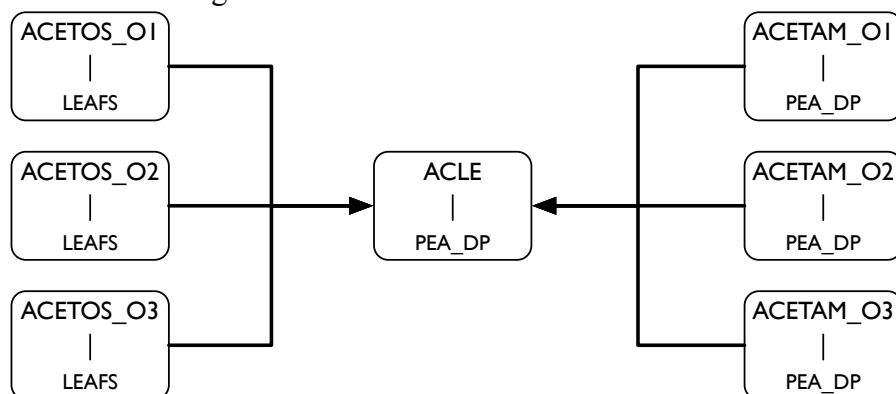 ACETOS_O1
|
LEAFS
ACETAM_O1
|
PEA_DP
ACETOS_O2
|
LEAFS
ACLE
|
PEA_DP
ACETAM_O2
|
PEA_DP
ACETOS_O3
|
LEAFS
ACETAM_O3
|
PEA_DP